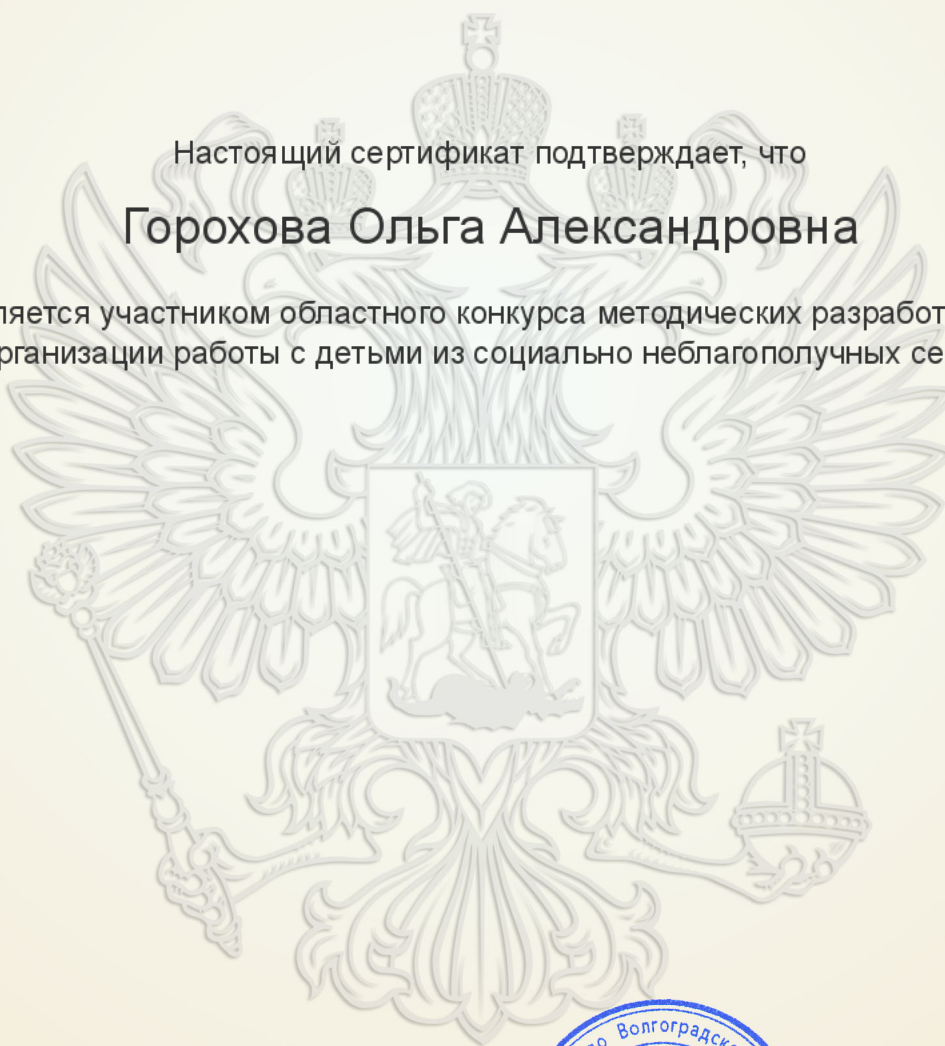 Настоящий сертификат подтверждает, что
Горохова Ольга Александровна
ляется участником областного конкурса методических разработ
рганизации работы с детьми из социально неблагополучных се
Волгоградск